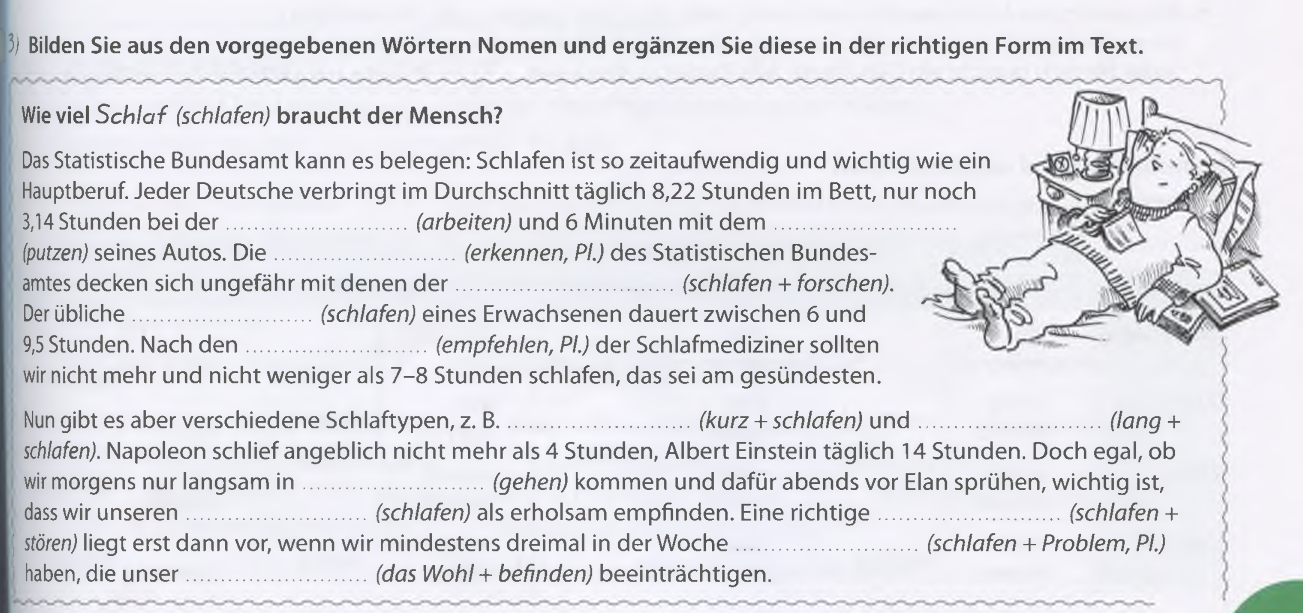 3) Bilden Sie aus den vorgegebenen Wörtern Nomen und ergänzen Sie diese in der richtigen Form im Text.
Wie viel Schlaf (schlafen) braucht der Mensch?
Das Statistische Bundesamt kann es belegen: Schlafen ist so zeitaufwendig und wichtig wie ein
Hauptberuf. Jeder Deutsche verbringt im Durchschnitt täglich 8,22 Stunden im Bett, nur noch
3,14 Stunden bei der .............................. (arbeiten) und 6 Minuten mit dem ..............................
(putzen) seines Autos. Die .............................. (erkennen, Pl.) des Statistischen Bundes-
amtes decken sich ungefähr mit denen der .................................... (schlafen + forschen).
Der übliche .............................. (schlafen) eines Erwachsenen dauert zwischen 6 und
9,5 Stunden. Nach den .............................. (empfehlen, Pl.) der Schlafmediziner sollten
wir nicht mehr und nicht weniger als 7–8 Stunden schlafen, das sei am gesündesten.
Nun gibt es aber verschiedene Schlaftypen, z. B. .............................. (kurz + schlafen) und .............................. (lang +
schlafen). Napoleon schlief angeblich nicht mehr als 4 Stunden, Albert Einstein täglich 14 Stunden. Doch egal, ob
wir morgens nur langsam in .............................. (gehen) kommen und dafür abends vor Elan sprühen, wichtig ist,
dass wir unseren .............................. (schlafen) als erholsam empfinden. Eine richtige .............................. (schlafen +
stören) liegt erst dann vor, wenn wir mindestens dreimal in der Woche .............................. (schlafen + Problem, Pl.)
haben, die unser .............................. (das Wohl + befinden) beeinträchtigen.